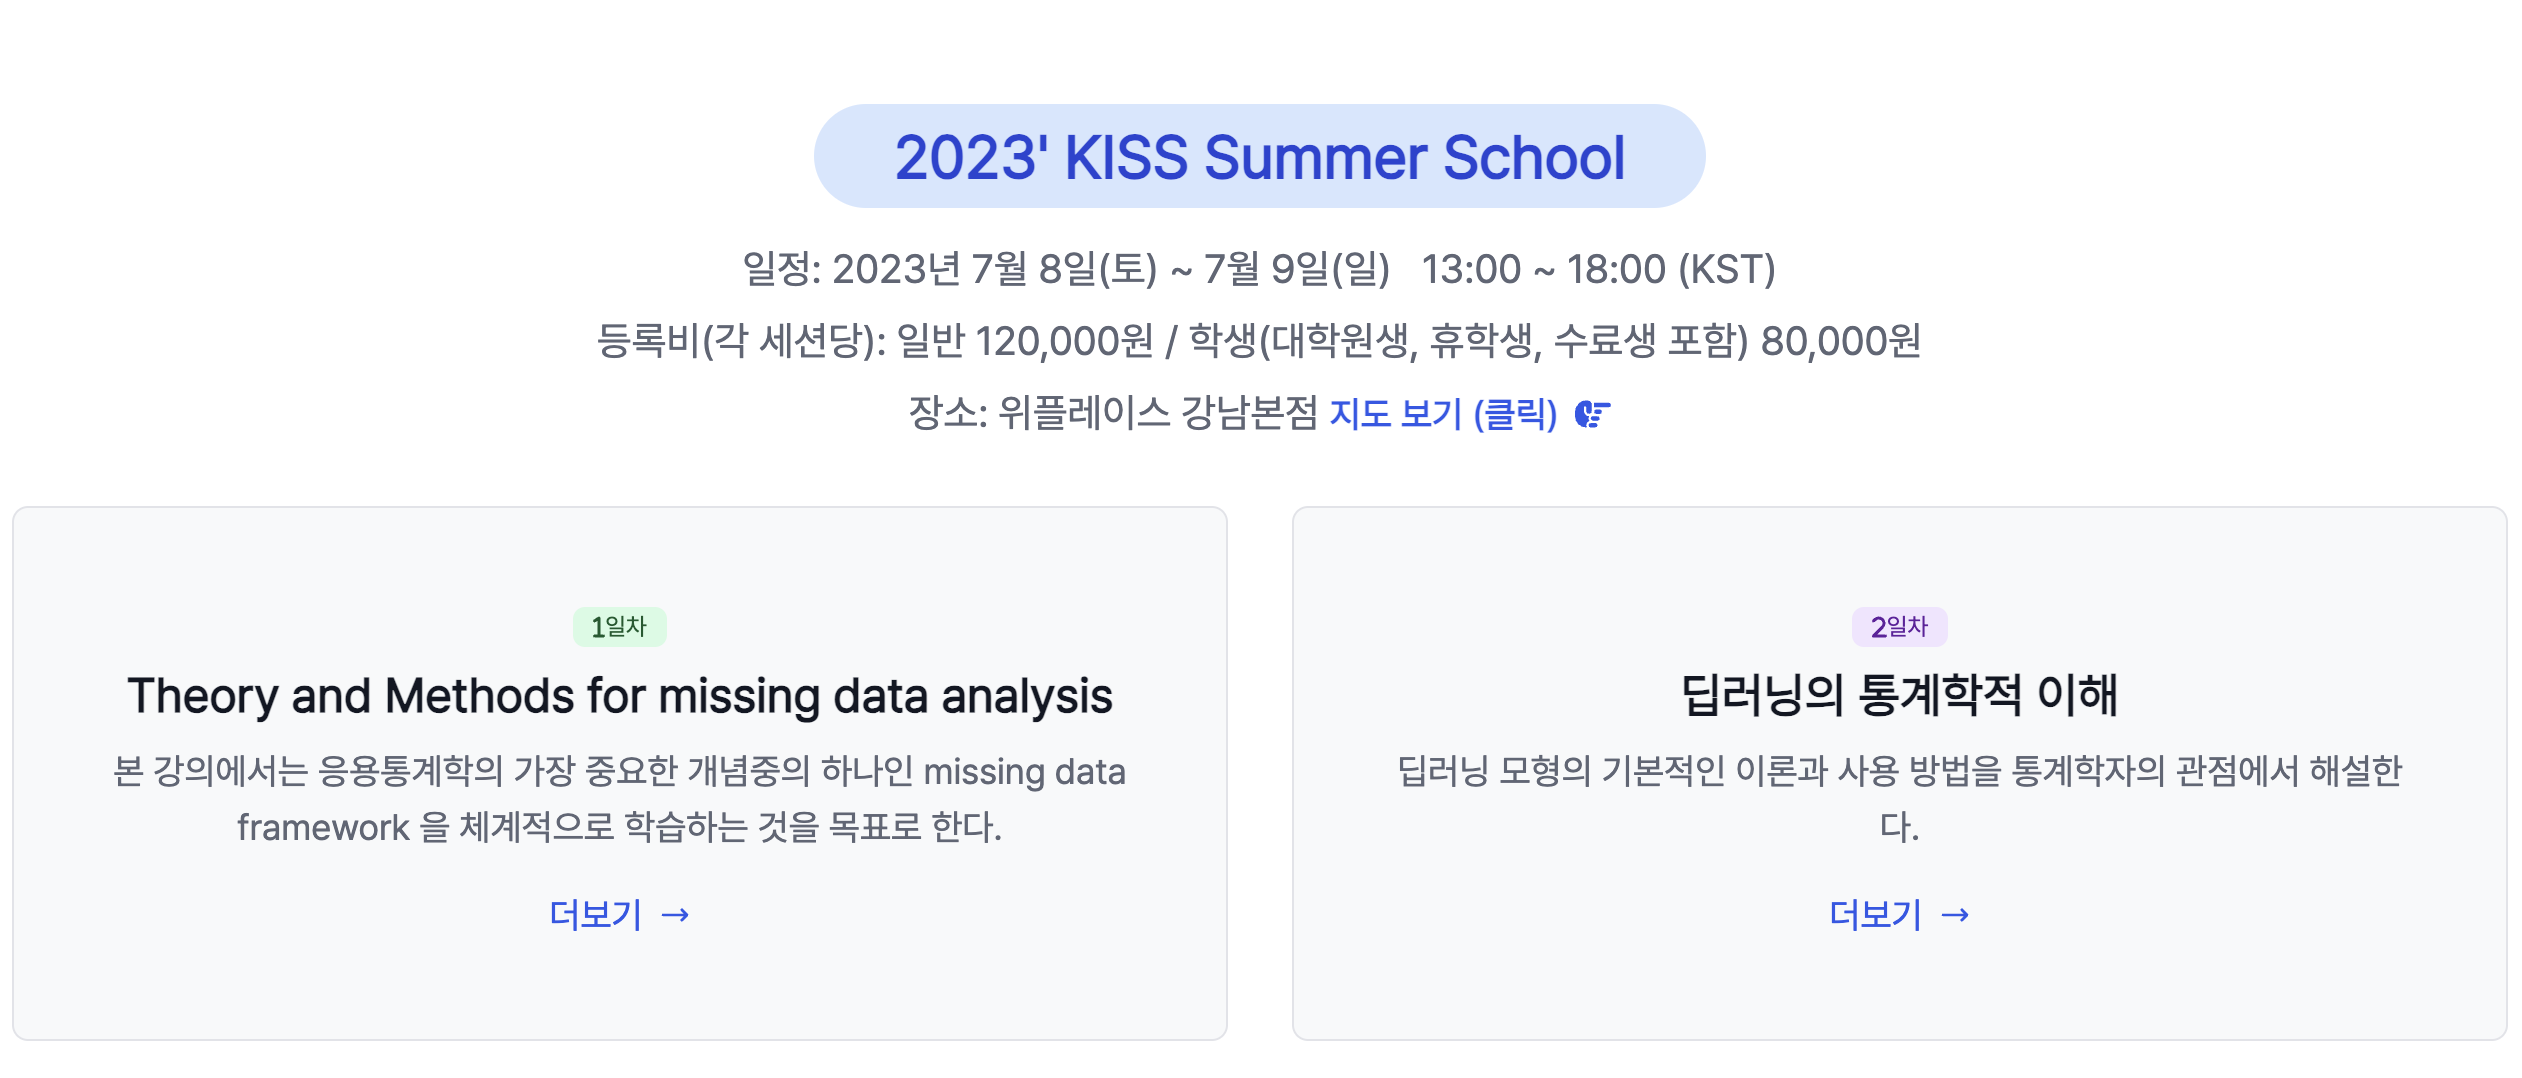 2023' KISS Summer School
일정: 2023년 7월 8일(토) ~ 7월 9일(일) 13:00 ~ 18:00 (KST)
등록비(각 세션당): 일반 120,000원 / 학생(대학원생, 휴학생, 수료생 포함) 80,000원
장소: 위플레이스 강남본점 지도 보기 (클릭)
1일차
Theory and Methods for missing data analysis
본 강의에서는 응용통계학의 가장 중요한 개념중의 하나인 missing data
framework 을 체계적으로 학습하는 것을 목표로 한다.
더보기 →
2일차
딥러닝의 통계학적 이해
딥러닝 모형의 기본적인 이론과 사용 방법을 통계학자의 관점에서 해설한
다.
더보기 →